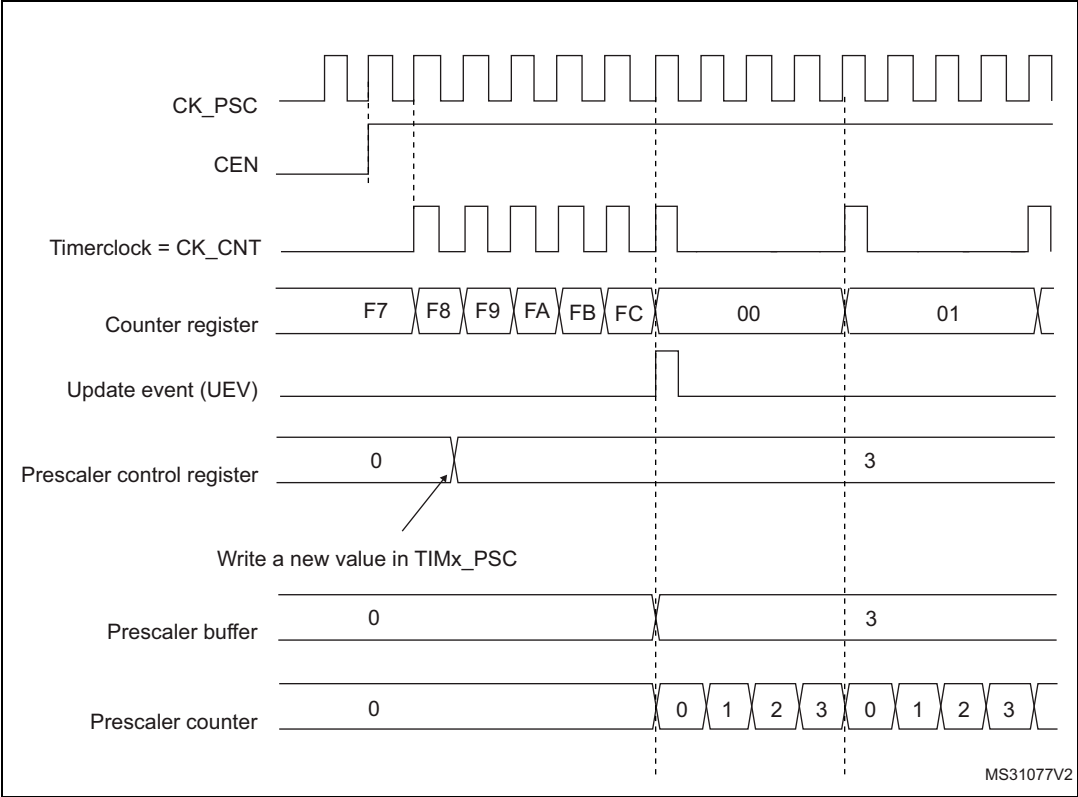 CK_PSC
CEN
Timerclock = CK_CNT
Counter register F7 F8 F9 FA FB FC 00 01
Update event (UEV)
Prescaler control register 0 3
Write a new value in TIMx_PSC
Prescaler buffer 0 3
Prescaler counter 0 0 1 2 3 0 1 2 3
MS31077V2